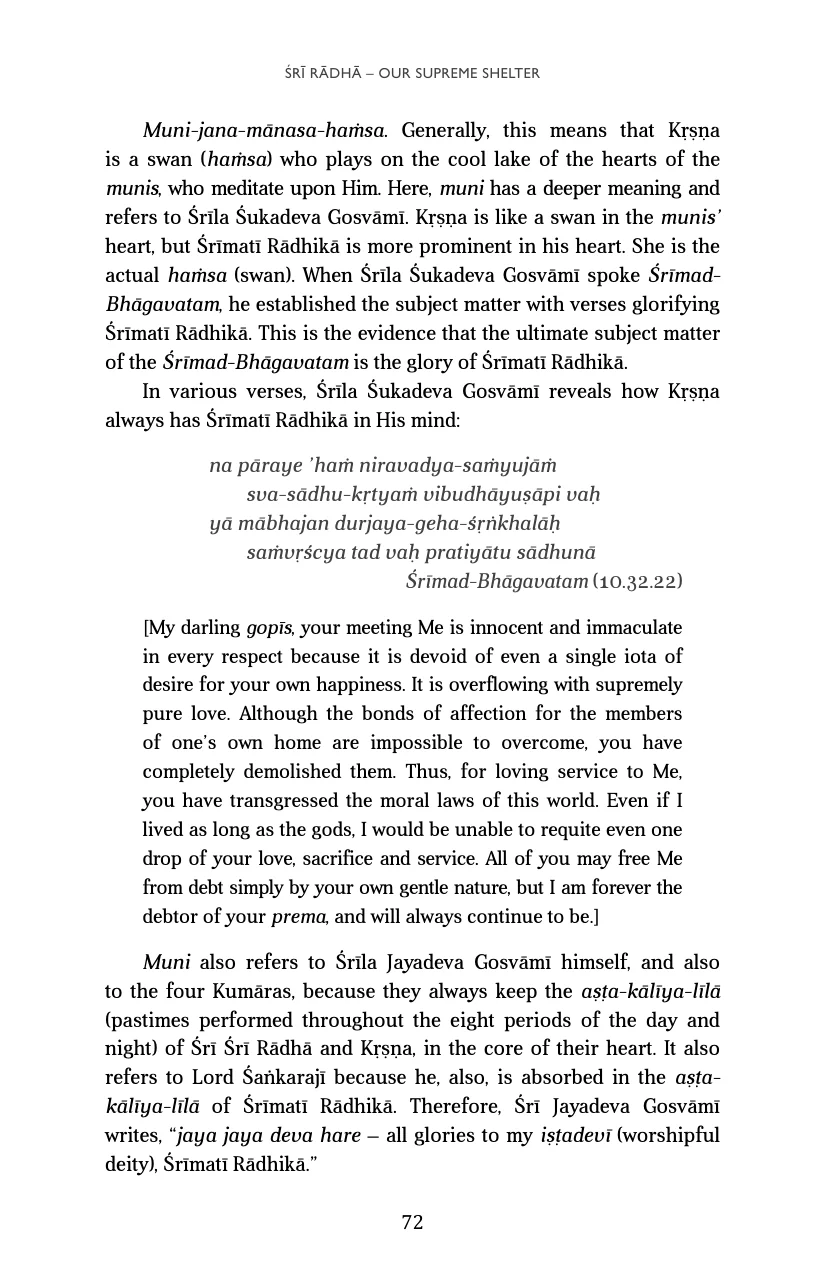 ŚRĪ RĀDHĀ – OUR SUPREME SHELTER
Muni-jana-mānasa-haṁsa. Generally, this means that Kṛṣṇa
is a swan (haṁsa) who plays on the cool lake of the hearts of the
munis, who meditate upon Him. Here, muni has a deeper meaning and
refers to Śrīla Śukadeva Gosvāmī. Kṛṣṇa is like a swan in the munis’
heart, but Śrīmatī Rādhikā is more prominent in his heart. She is the
actual haṁsa (swan). When Śrīla Śukadeva Gosvāmī spoke Śrīmad-
Bhāgavatam, he established the subject matter with verses glorifying
Śrīmatī Rādhikā. This is the evidence that the ultimate subject matter
of the Śrīmad-Bhāgavatam is the glory of Śrīmatī Rādhikā.
In various verses, Śrīla Śukadeva Gosvāmī reveals how Kṛṣṇa
always has Śrīmatī Rādhikā in His mind:
na pāraye ’haṁ niravadya-saṁyujāṁ
sva-sādhu-kṛtyaṁ vibudhāyuṣāpi vaḥ
yā mābhajan durjaya-geha-śṛṅkhalāḥ
saṁvṛścya tad vaḥ pratiyātu sādhunā
Śrīmad-Bhāgavatam (10.32.22)
[My darling gopīs, your meeting Me is innocent and immaculate
in every respect because it is devoid of even a single iota of
desire for your own happiness. It is overflowing with supremely
pure love. Although the bonds of affection for the members
of one’s own home are impossible to overcome, you have
completely demolished them. Thus, for loving service to Me,
you have transgressed the moral laws of this world. Even if I
lived as long as the gods, I would be unable to requite even one
drop of your love, sacrifice and service. All of you may free Me
from debt simply by your own gentle nature, but I am forever the
debtor of your prema, and will always continue to be.]
Muni also refers to Śrīla Jayadeva Gosvāmī himself, and also
to the four Kumāras, because they always keep the aṣṭa-kālīya-līlā
(pastimes performed throughout the eight periods of the day and
night) of Śrī Śrī Rādhā and Kṛṣṇa, in the core of their heart. It also
refers to Lord Śaṅkarajī because he, also, is absorbed in the aṣṭa-
kālīya-līlā of Śrīmatī Rādhikā. Therefore, Śrī Jayadeva Gosvāmī
writes, “jaya jaya deva hare – all glories to my iṣṭadevī (worshipful
deity), Śrīmatī Rādhikā.”
72